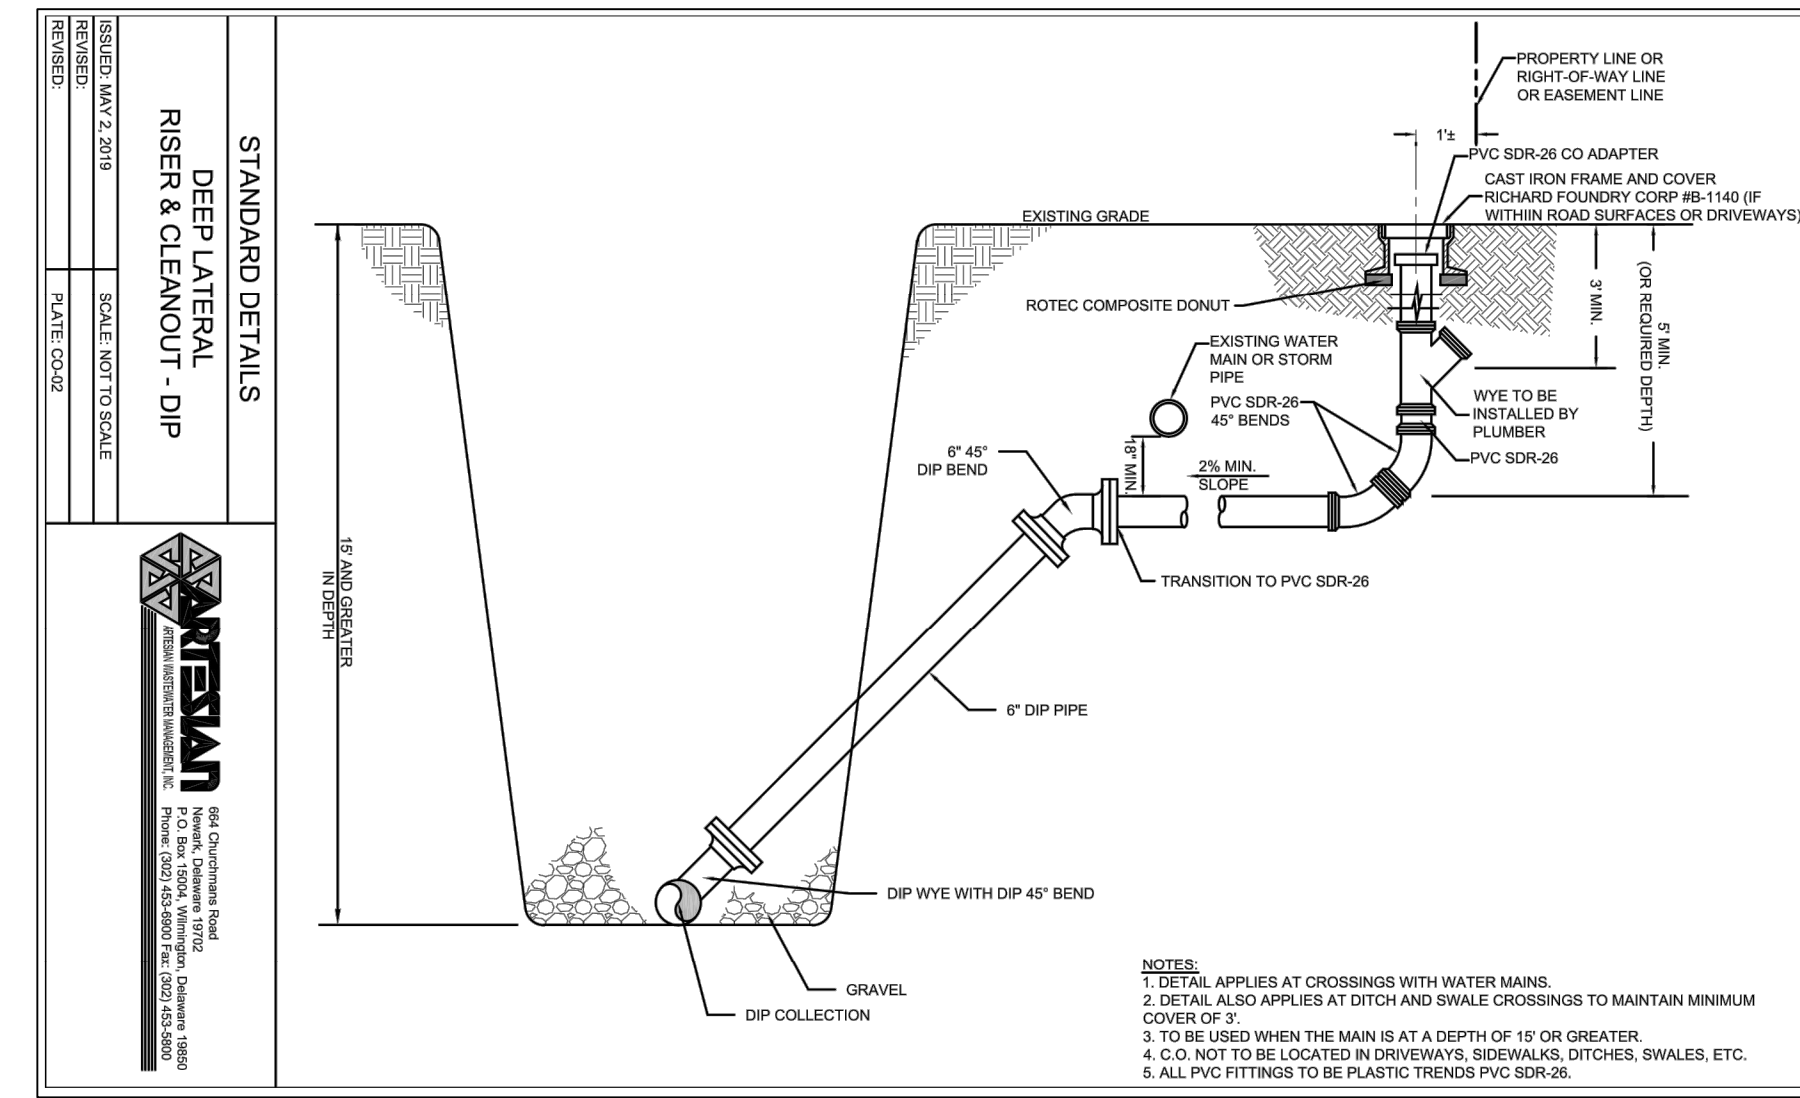 PROPERTY LINE OR
RIGHT-OF-WAY LINE
OR EASEMENT LINE
1'±
PVC SDR-26 CO ADAPTER
CAST IRON FRAME AND COVER
RICHARD FOUNDRY CORP #B-1140 (IF
WITHIIN ROAD SURFACES OR DRIVEWAYS)
EXISTING GRADE
ROTEC COMPOSITE DONUT
3' MIN.
5' MIN.
(OR REQUIRED DEPTH)
EXISTING WATER
MAIN OR STORM
PIPE
PVC SDR-26
45° BENDS
WYE TO BE
INSTALLED BY
PLUMBER
PVC SDR-26
6" 45°
DIP BEND
18" MIN.
2% MIN.
SLOPE
TRANSITION TO PVC SDR-26
15' AND GREATER
IN DEPTH
6" DIP PIPE
DIP WYE WITH DIP 45° BEND
GRAVEL
DIP COLLECTION
NOTES:
1. DETAIL APPLIES AT CROSSINGS WITH WATER MAINS.
2. DETAIL ALSO APPLIES AT DITCH AND SWALE CROSSINGS TO MAINTAIN MINIMUM
COVER OF 3'.
3. TO BE USED WHEN THE MAIN IS AT A DEPTH OF 15' OR GREATER.
4. C.O. NOT TO BE LOCATED IN DRIVEWAYS, SIDEWALKS, DITCHES, SWALES, ETC.
5. ALL PVC FITTINGS TO BE PLASTIC TRENDS PVC SDR-26.
STANDARD DETAILS
DEEP LATERAL
RISER & CLEANOUT - DIP
ISSUED: MAY 2, 2019
REVISED:
REVISED:
SCALE: NOT TO SCALE
PLATE: CO-02
ARTESIAN
ARTESIAN WASTEWATER MANAGEMENT, INC.
664 Churchmans Road
Newark, Delaware 19702
P.O. Box 15004, Wilmington, Delaware 19850
Phone: (302) 453-6900 Fax: (302) 453-5800